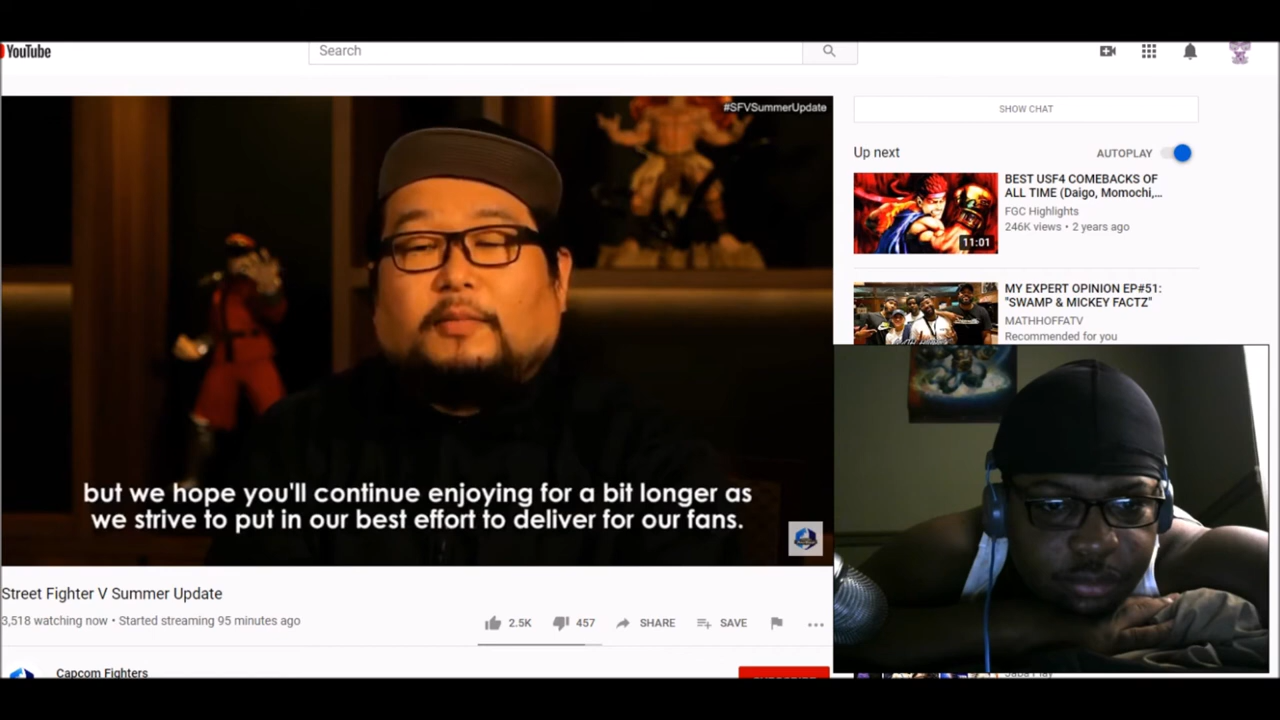 YouTube
Search
#SFVSummerUpdate
but we hope you'll continue enjoying for a bit longer as
we strive to put in our best effort to deliver for our fans.
Street Fighter V Summer Update
3,518 watching now • Started streaming 95 minutes ago
2.5K
457
SHARE
SAVE
Capcom Fighters
SHOW CHAT
Up next
AUTOPLAY
BEST USF4 COMEBACKS OF
ALL TIME (Daigo, Momochi,...
FGC Highlights
246K views • 2 years ago
11:01
MY EXPERT OPINION EP#51:
"SWAMP & MICKEY FACTZ"
MATHHOFFATV
Recommended for you